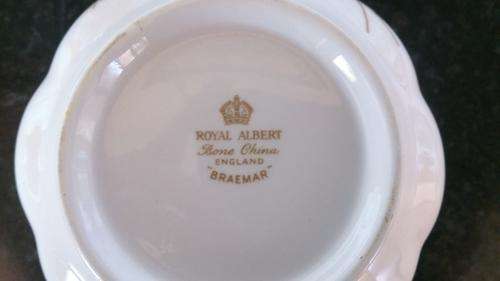 ROYAL ALBERT
Bone China
ENGLAND
"BRAEMAR"